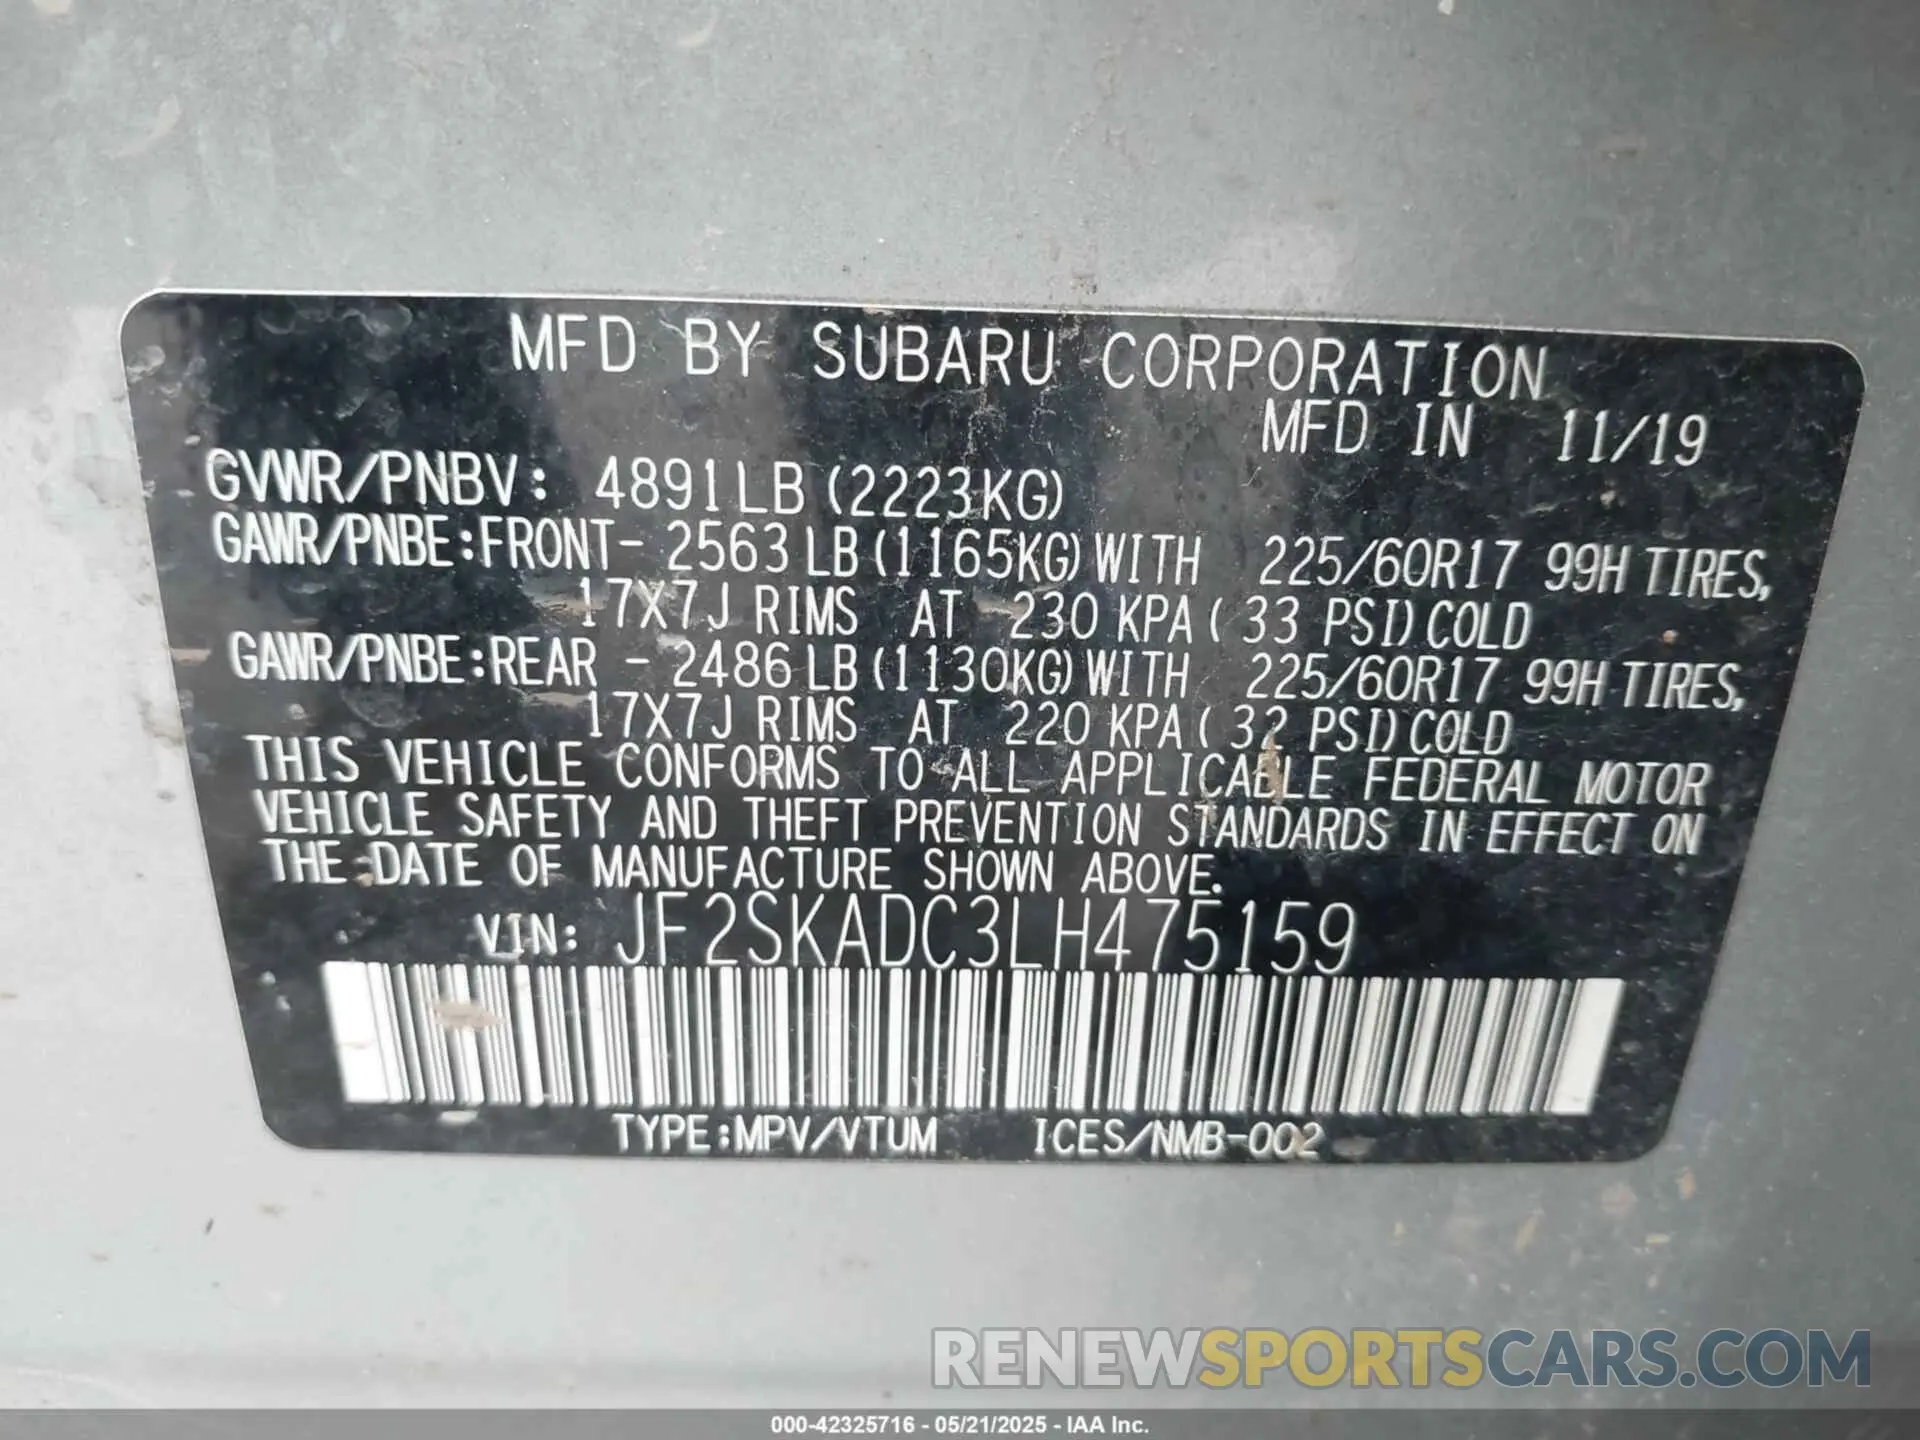 MFD BY SUBARU CORPORATION
MFD IN 11/19
GVWR/PNBV: 4891LB (2223KG)
GAWR/PNBE:FRONT- 2563 LB (1165KG) WITH 225/60R17 99H TIRES,
17X7J RIMS AT 230 KPA ( 33 PSI) COLD
GAWR/PNBE:REAR - 2486 LB (1130KG) WITH 225/60R17 99H TIRES,
17X7J RIMS AT 220 KPA ( 32 PSI) COLD
THIS VEHICLE CONFORMS TO ALL APPLICABLE FEDERAL MOTOR
VEHICLE SAFETY AND THEFT PREVENTION STANDARDS IN EFFECT ON
THE DATE OF MANUFACTURE SHOWN ABOVE.
VIN: JF2SKADC3LH475159
TYPE:MPV/VTUM ICES/NMB-002
RENEWSPORTSCARS.COM
000-42325716 - 05/21/2025 - IAA Inc.